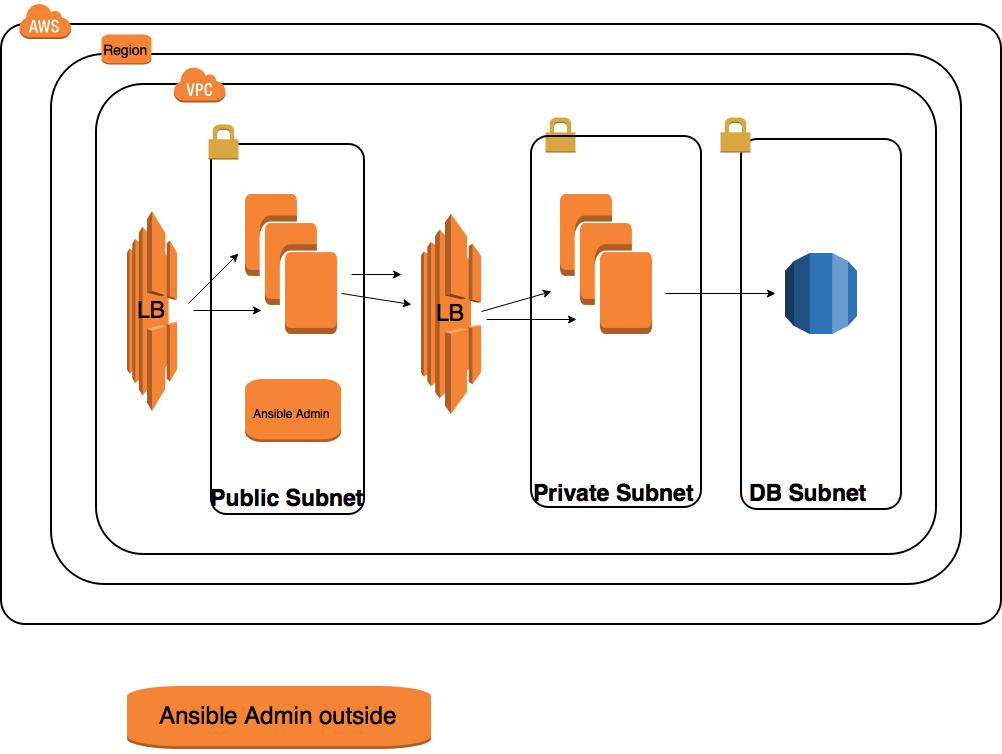 AWS
Region
VPC
LB
LB
Ansible Admin
Public Subnet
Private Subnet
DB Subnet
Ansible Admin outside